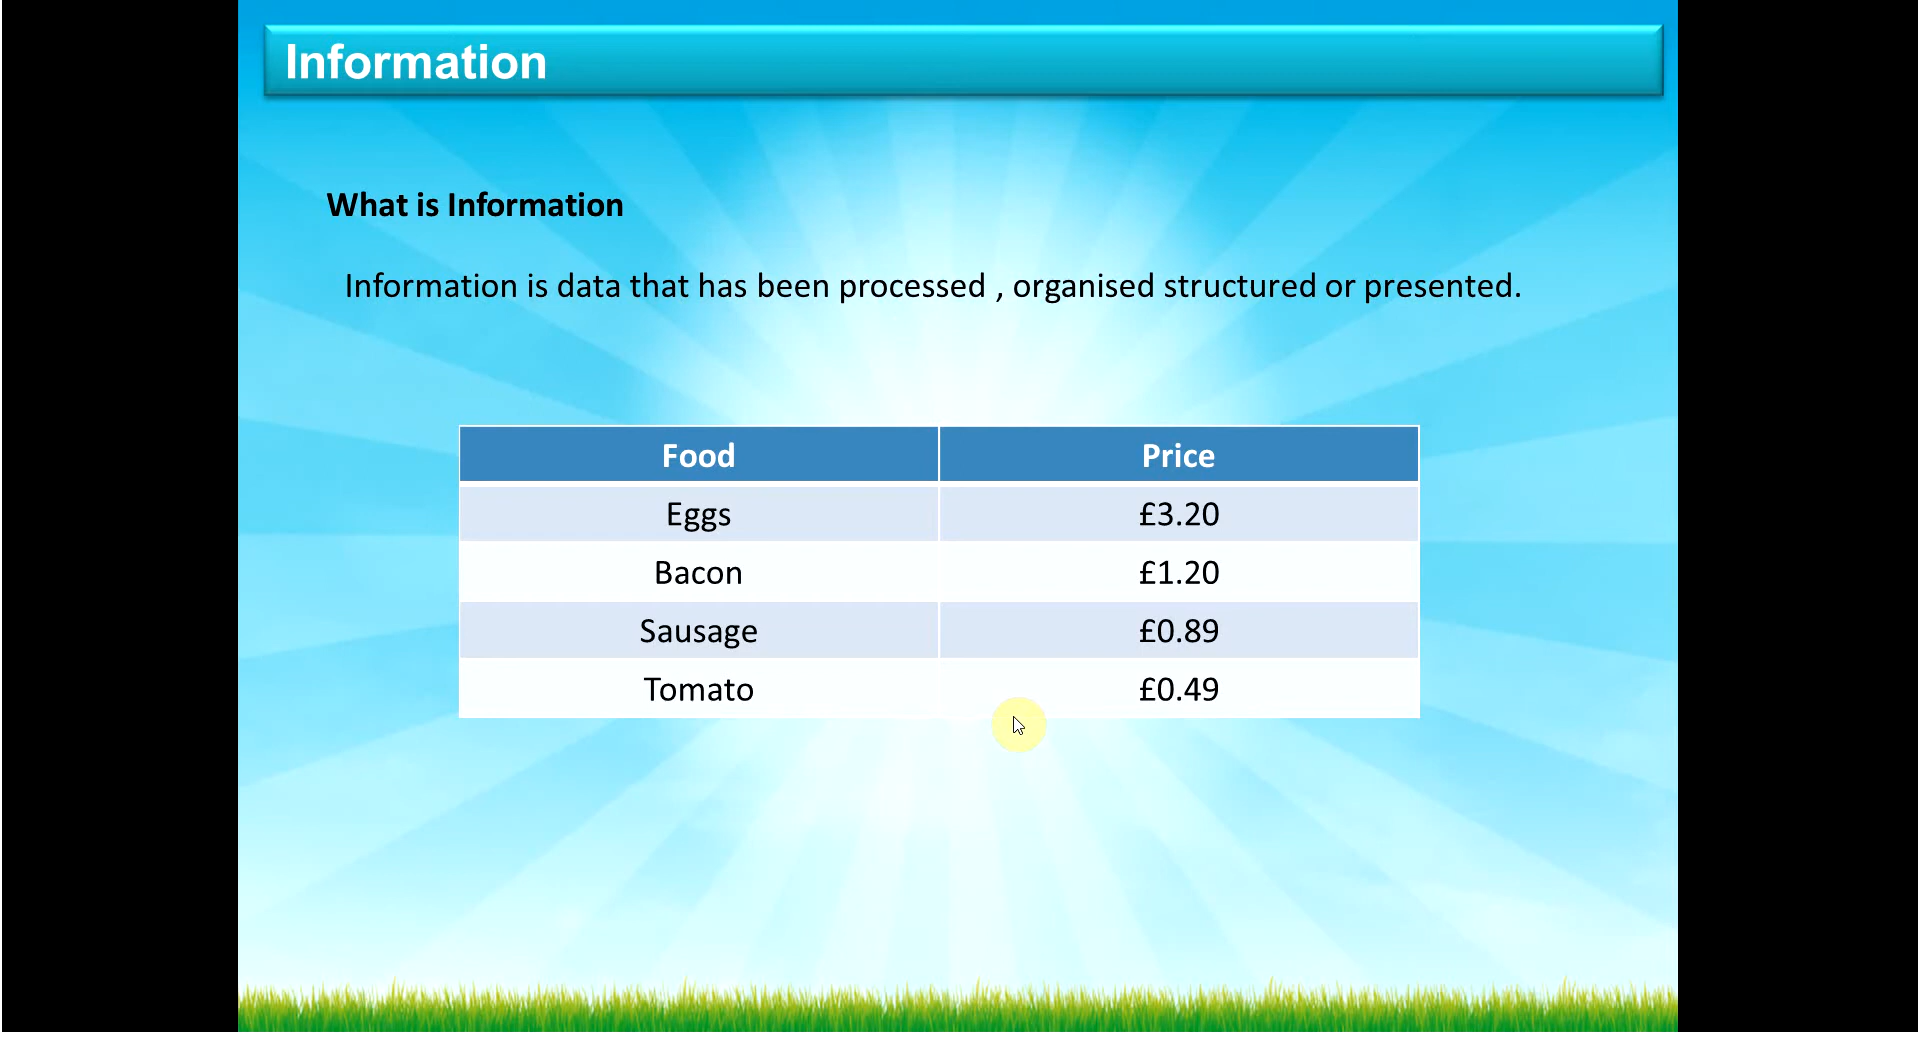 Information
What is Information
Information is data that has been processed , organised structured or presented.
Food Price
Eggs £3.20
Bacon £1.20
Sausage £0.89
Tomato £0.49